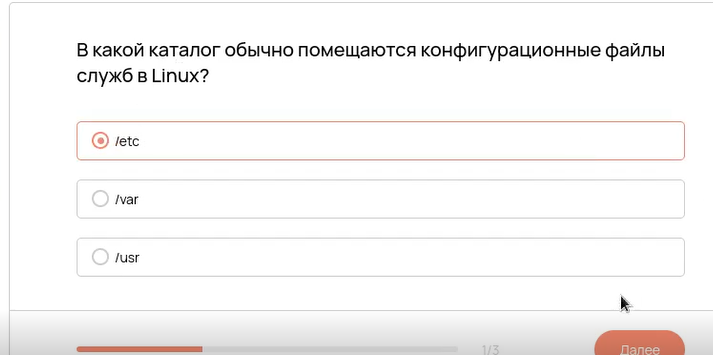 В какой каталог обычно помещаются конфигурационные файлы
служб в Linux?
/etc
/var
/usr
1/3
Далее